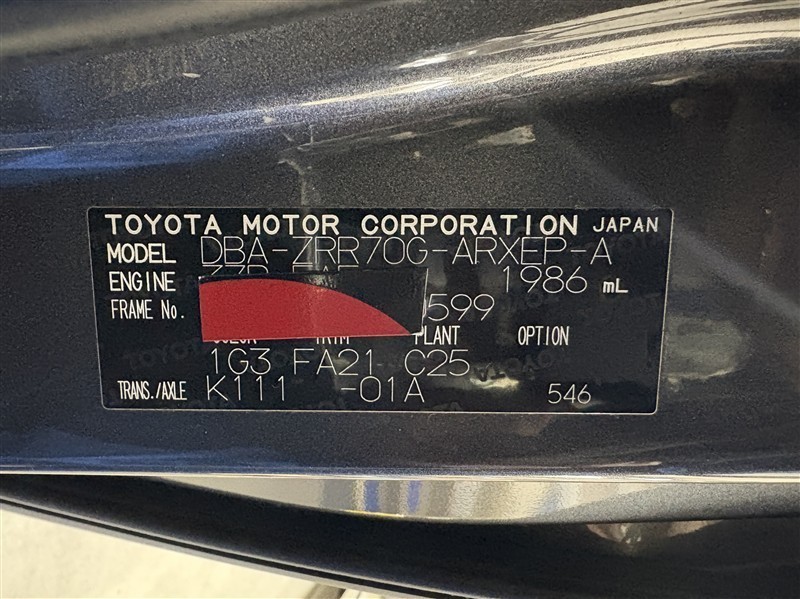 TOYOTA MOTOR CORPORATION JAPAN
MODEL DBA-ZRR70G-ARXEP-A
ENGINE 1986 mL
FRAME No. 599
PLANT OPTION
1G3 FA21 C25
TRANS./AXLE K111 -01A 546